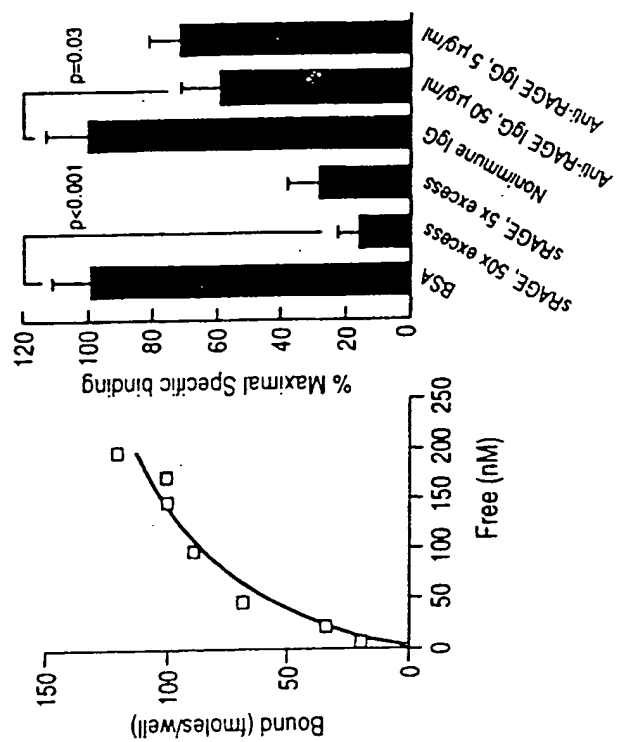 Bound (fmoles/well)
150
100
50
0
0
50
100
150
200
250
Free (nM)
% Maximal Specific binding
120
100
80
60
40
20
0
p<0.001
p=0.03
BSA
sRAGE, 50x excess
sRAGE, 5x excess
Nonimmune IgG
Anti-RAGE IgG, 50 µg/ml
Anti-RAGE IgG, 5 µg/ml